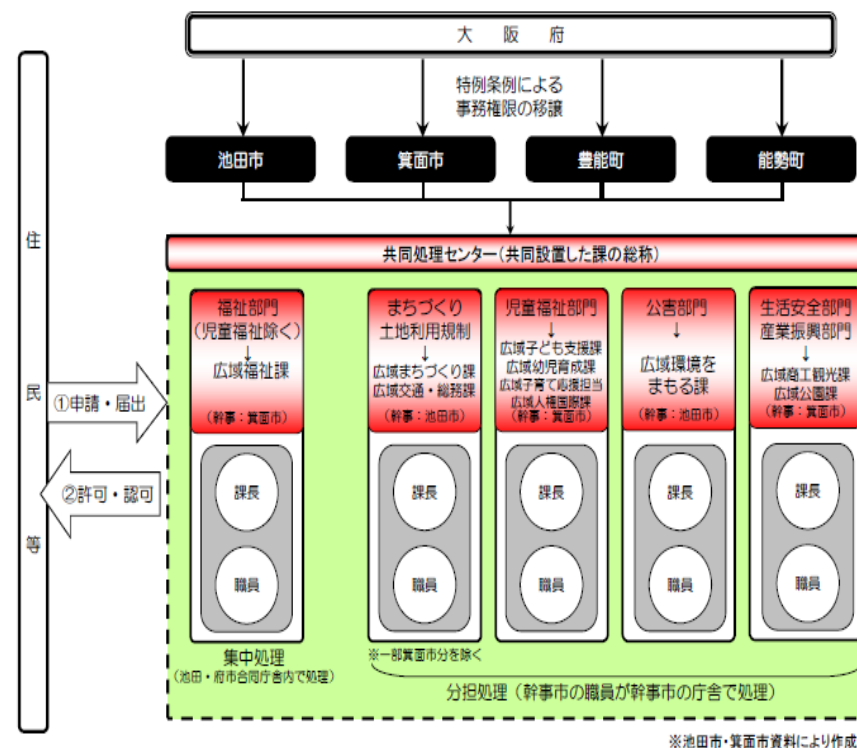 大阪府
特例条例による
事務権限の移譲
池田市
箕面市
豊能町
能勢町
住民等
共同処理センター(共同設置した課の総称)
福祉部門
(児童福祉除く)
↓
広域福祉課
(幹事：箕面市)
まちづくり
土地利用規制
↓
広域まちづくり課
広域交通・総務課
(幹事：池田市)
児童福祉部門
↓
広域子ども支援課
広域幼児育成課
広域子育て応援担当
広域人権国際課
(幹事：箕面市)
公害部門
↓
広域環境を
まもる課
(幹事：池田市)
生活安全部門
産業振興部門
↓
広域商工観光課
広域公園課
(幹事：箕面市)
①申請・届出
②許可・認可
課長
職員
課長
職員
課長
職員
課長
職員
課長
職員
集中処理
(池田・府市合同庁舎内で処理)
※一部箕面市分を除く
分担処理（幹事市の職員が幹事市の庁舎で処理）
※池田市・箕面市資料により作成